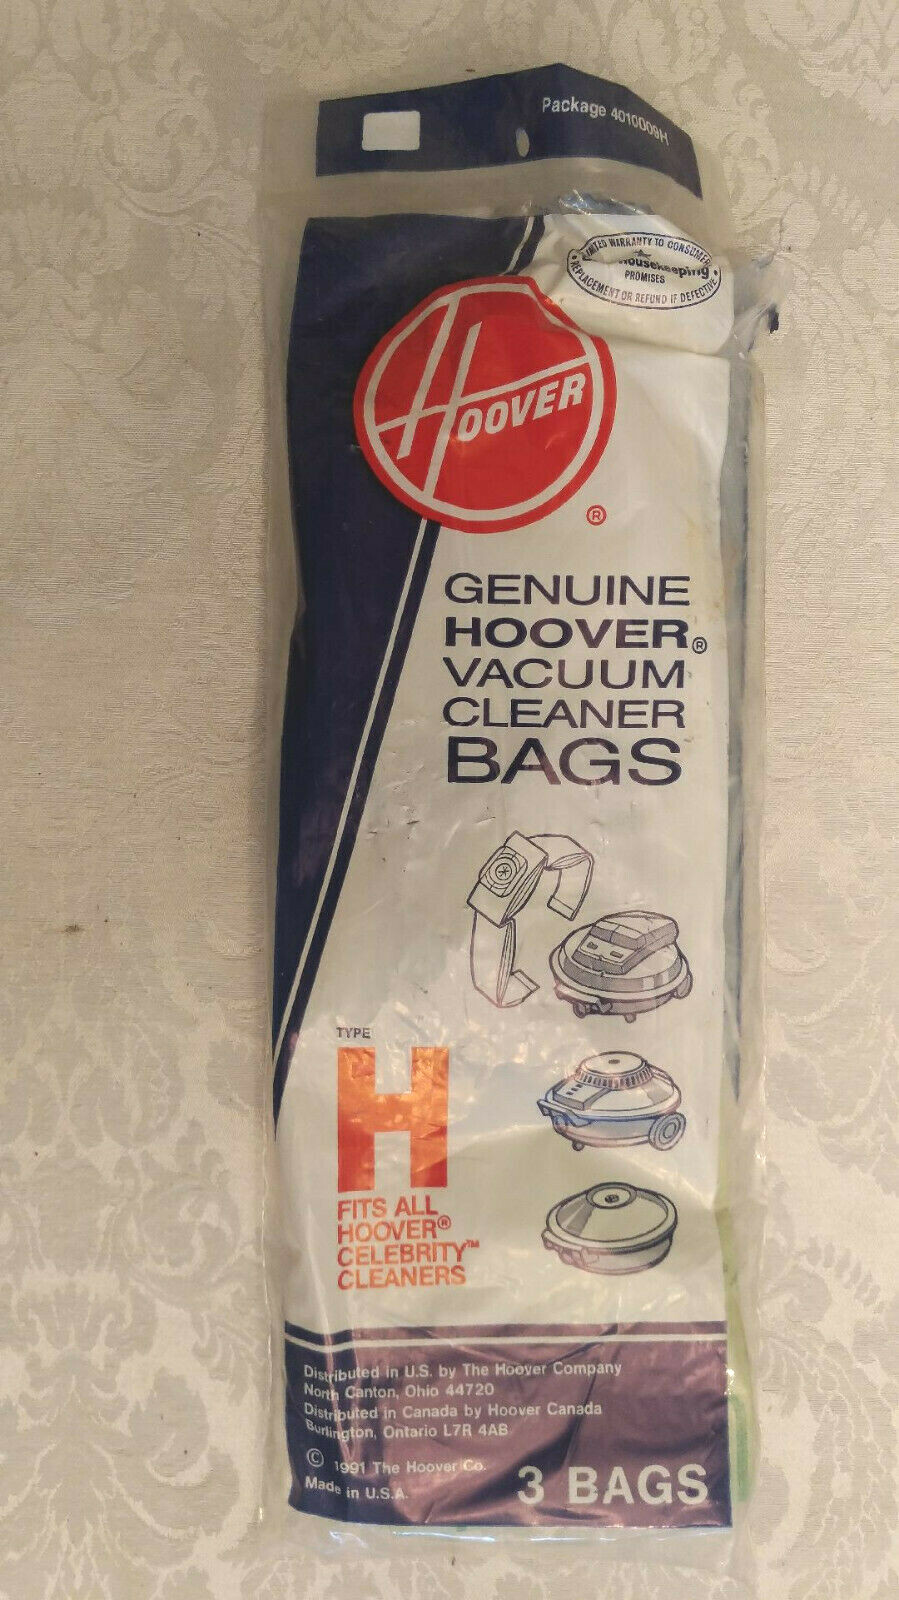 Package 4010009H
LIMITED WARRANTY TO CONSUMER
Housekeeping
PROMISES
REPLACEMENT OR REFUND IF DEFECTIVE
HOOVER
®
GENUINE
HOOVER®
VACUUM
CLEANER
BAGS
TYPE
H
FITS ALL
HOOVER®
CELEBRITY™
CLEANERS
Distributed in U.S. by The Hoover Company
North Canton, Ohio 44720
Distributed in Canada by Hoover Canada
Burlington, Ontario L7R 4AB
© 1991 The Hoover Co.
Made in U.S.A.
3 BAGS